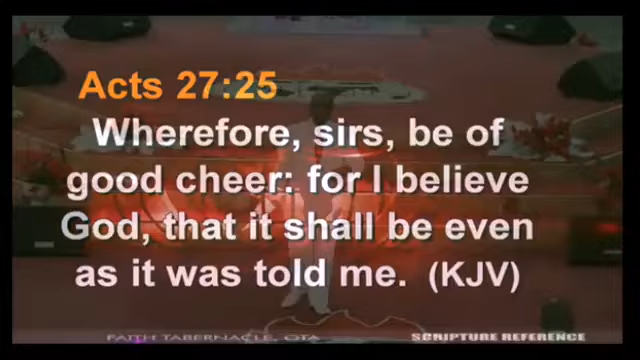 Acts 27:25
Wherefore, sirs, be of
good cheer: for I believe
God, that it shall be even
as it was told me. (KJV)
FAITH TABERNACLE, OTA
SCRIPTURE REFERENCE